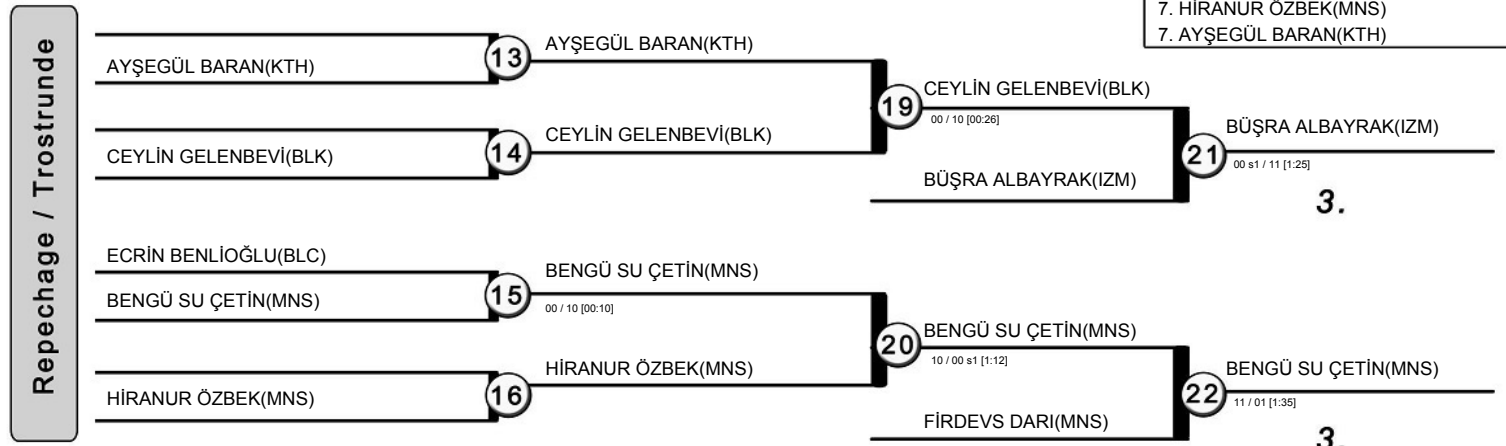 7. HİRANUR ÖZBEK(MNS)
7. AYŞEGÜL BARAN(KTH)
Repechage / Trostrunde
AYŞEGÜL BARAN(KTH)
13
AYŞEGÜL BARAN(KTH)
CEYLİN GELENBEVİ(BLK)
14
CEYLİN GELENBEVİ(BLK)
19
CEYLİN GELENBEVİ(BLK)
00 / 10 [00:26]
BÜŞRA ALBAYRAK(IZM)
21
BÜŞRA ALBAYRAK(IZM)
00 s1 / 11 [1:25]
3.
ECRİN BENLİOĞLU(BLC)
BENGÜ SU ÇETİN(MNS)
15
BENGÜ SU ÇETİN(MNS)
00 / 10 [00:10]
HİRANUR ÖZBEK(MNS)
16
HİRANUR ÖZBEK(MNS)
20
BENGÜ SU ÇETİN(MNS)
10 / 00 s1 [1:12]
FİRDEVS DARI(MNS)
22
BENGÜ SU ÇETİN(MNS)
11 / 01 [1:35]
3.